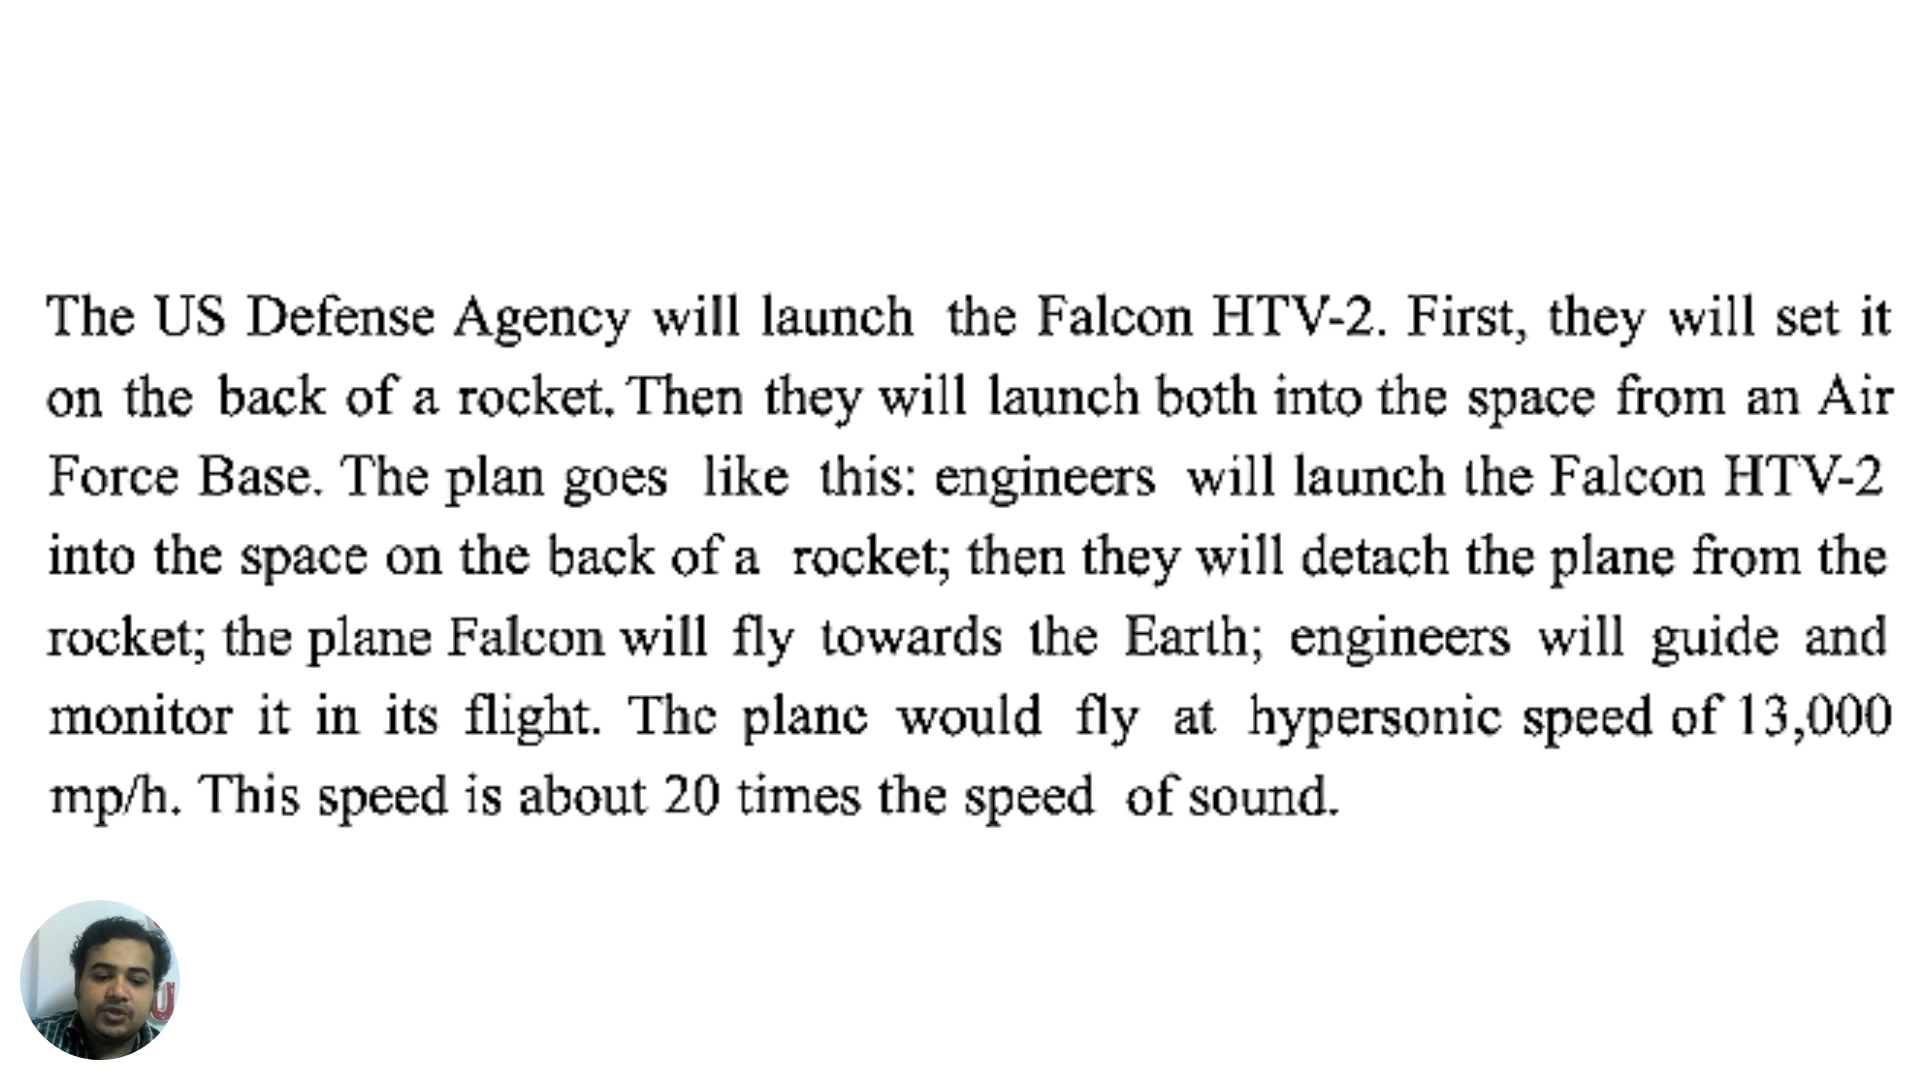 The US Defense Agency will launch the Falcon HTV-2. First, they will set it
on the back of a rocket. Then they will launch both into the space from an Air
Force Base. The plan goes like this: engineers will launch the Falcon HTV-2
into the space on the back of a rocket; then they will detach the plane from the
rocket; the plane Falcon will fly towards the Earth; engineers will guide and
monitor it in its flight. The plane would fly at hypersonic speed of 13,000
mp/h. This speed is about 20 times the speed of sound.
U